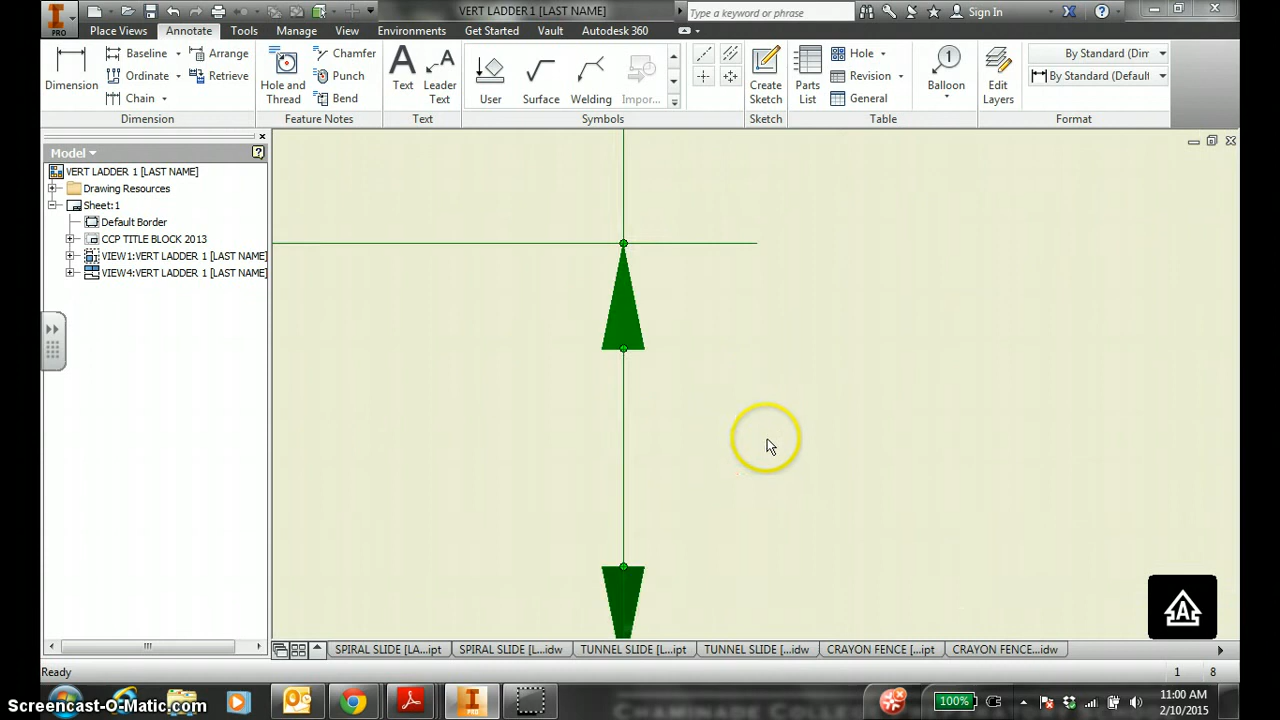 VERT LADDER 1 [LAST NAME]
Type a keyword or phrase
Sign In
PRO
Place Views
Annotate
Tools
Manage
View
Environments
Get Started
Vault
Autodesk 360
Dimension
Baseline
Ordinate
Chain
Arrange
Retrieve
Dimension
Hole and
Thread
Chamfer
Punch
Bend
Feature Notes
Text
Leader
Text
Text
User
Surface
Welding
Impor...
Symbols
Create
Sketch
Sketch
Parts
List
Hole
Revision
General
Balloon
Table
Edit
Layers
By Standard (Dim
By Standard (Default
Format
Model
VERT LADDER 1 [LAST NAME]
Drawing Resources
Sheet:1
Default Border
CCP TITLE BLOCK 2013
VIEW1:VERT LADDER 1 [LAST NAME]
VIEW4:VERT LADDER 1 [LAST NAME]
A
SPIRAL SLIDE [LA...ipt
SPIRAL SLIDE [L...idw
TUNNEL SLIDE [L...ipt
TUNNEL SLIDE [...idw
CRAYON FENCE [...ipt
CRAYON FENCE...idw
Ready
1
8
PRO
100%
11:00 AM
2/10/2015
Screencast-O-Matic.com